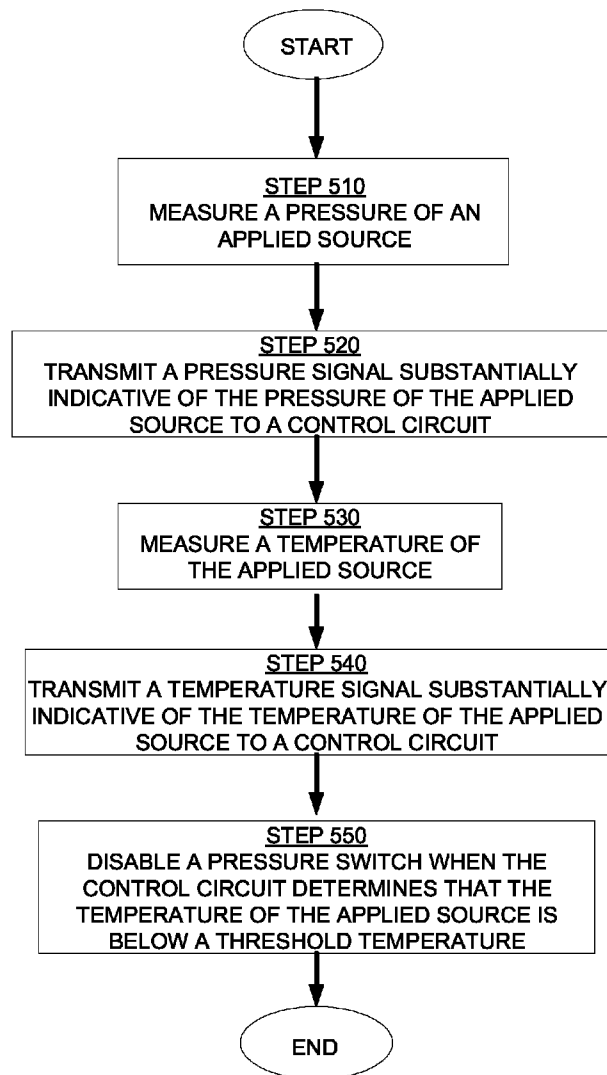 START
STEP 510
MEASURE A PRESSURE OF AN
APPLIED SOURCE
STEP 520
TRANSMIT A PRESSURE SIGNAL SUBSTANTIALLY
INDICATIVE OF THE PRESSURE OF THE APPLIED
SOURCE TO A CONTROL CIRCUIT
STEP 530
MEASURE A TEMPERATURE OF
THE APPLIED SOURCE
STEP 540
TRANSMIT A TEMPERATURE SIGNAL SUBSTANTIALLY
INDICATIVE OF THE TEMPERATURE OF THE APPLIED
SOURCE TO A CONTROL CIRCUIT
STEP 550
DISABLE A PRESSURE SWITCH WHEN THE
CONTROL CIRCUIT DETERMINES THAT THE
TEMPERATURE OF THE APPLIED SOURCE IS
BELOW A THRESHOLD TEMPERATURE
END